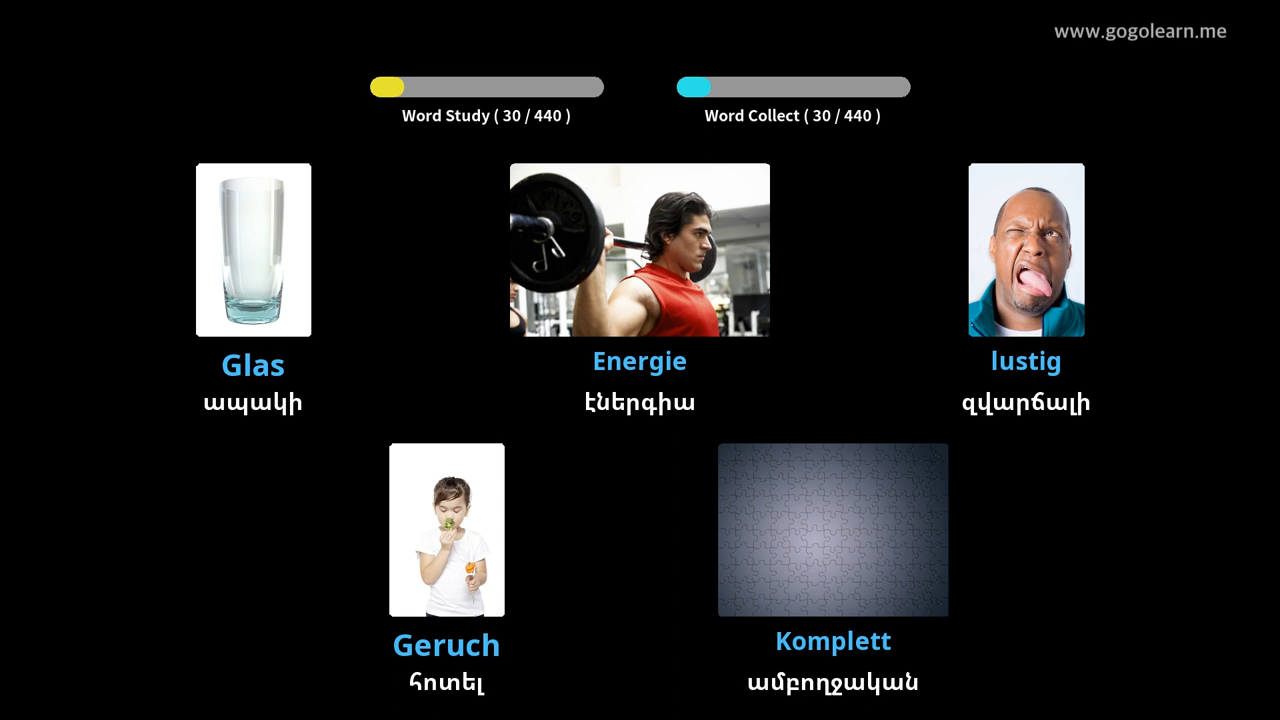 www.gogolearn.me
Word Study ( 30 / 440 )
Word Collect ( 30 / 440 )
Glas
ապակի
Energie
էներգիա
lustig
զվարճալի
Geruch
հոտել
Komplett
ամբողջական